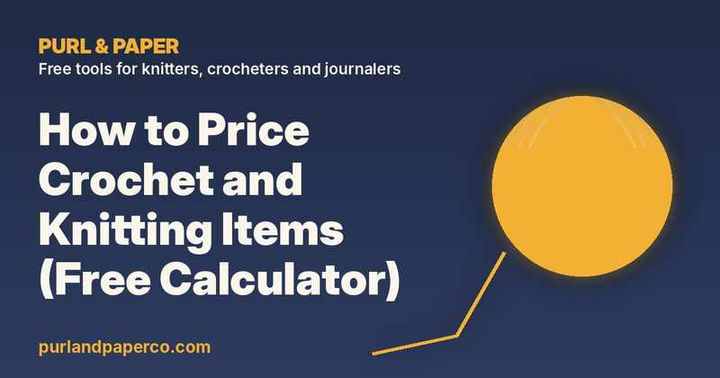 PURL & PAPER
Free tools for knitters, crocheters and journalers
How to Price
Crochet and
Knitting Items
(Free Calculator)
purlandpaperco.com